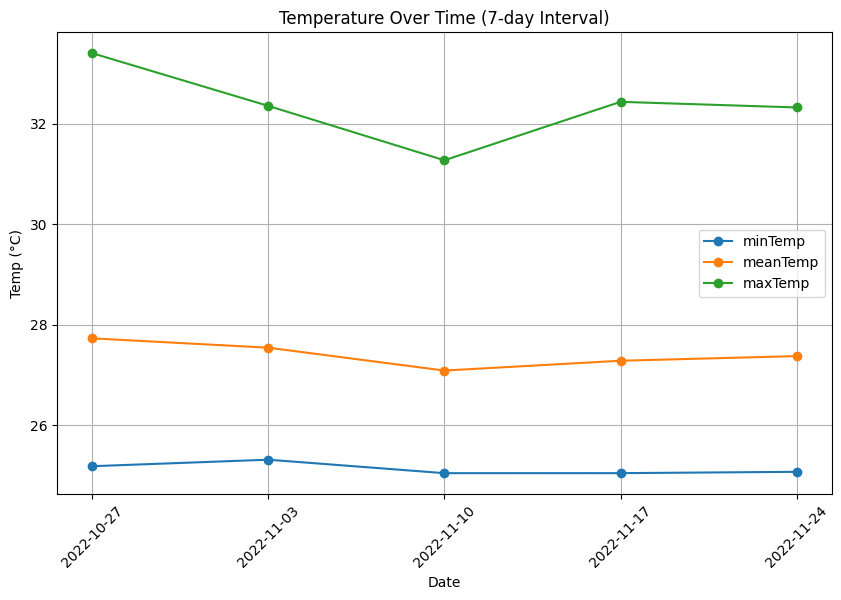 Temperature Over Time (7-day Interval)
Temp (°C)
32
30
28
26
minTemp
meanTemp
maxTemp
2022-10-27
2022-11-03
2022-11-10
2022-11-17
2022-11-24
Date